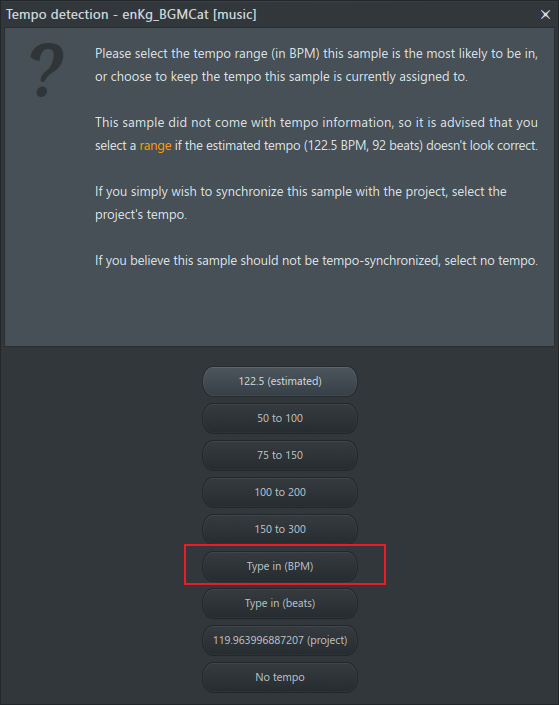 Tempo detection - enKg_BGMCat [music]
Please select the tempo range (in BPM) this sample is the most likely to be in,
or choose to keep the tempo this sample is currently assigned to.
This sample did not come with tempo information, so it is advised that you
select a range if the estimated tempo (122.5 BPM, 92 beats) doesn't look correct.
If you simply wish to synchronize this sample with the project, select the
project's tempo.
If you believe this sample should not be tempo-synchronized, select no tempo.
122.5 (estimated)
50 to 100
75 to 150
100 to 200
150 to 300
Type in (BPM)
Type in (beats)
119.963996887207 (project)
No tempo